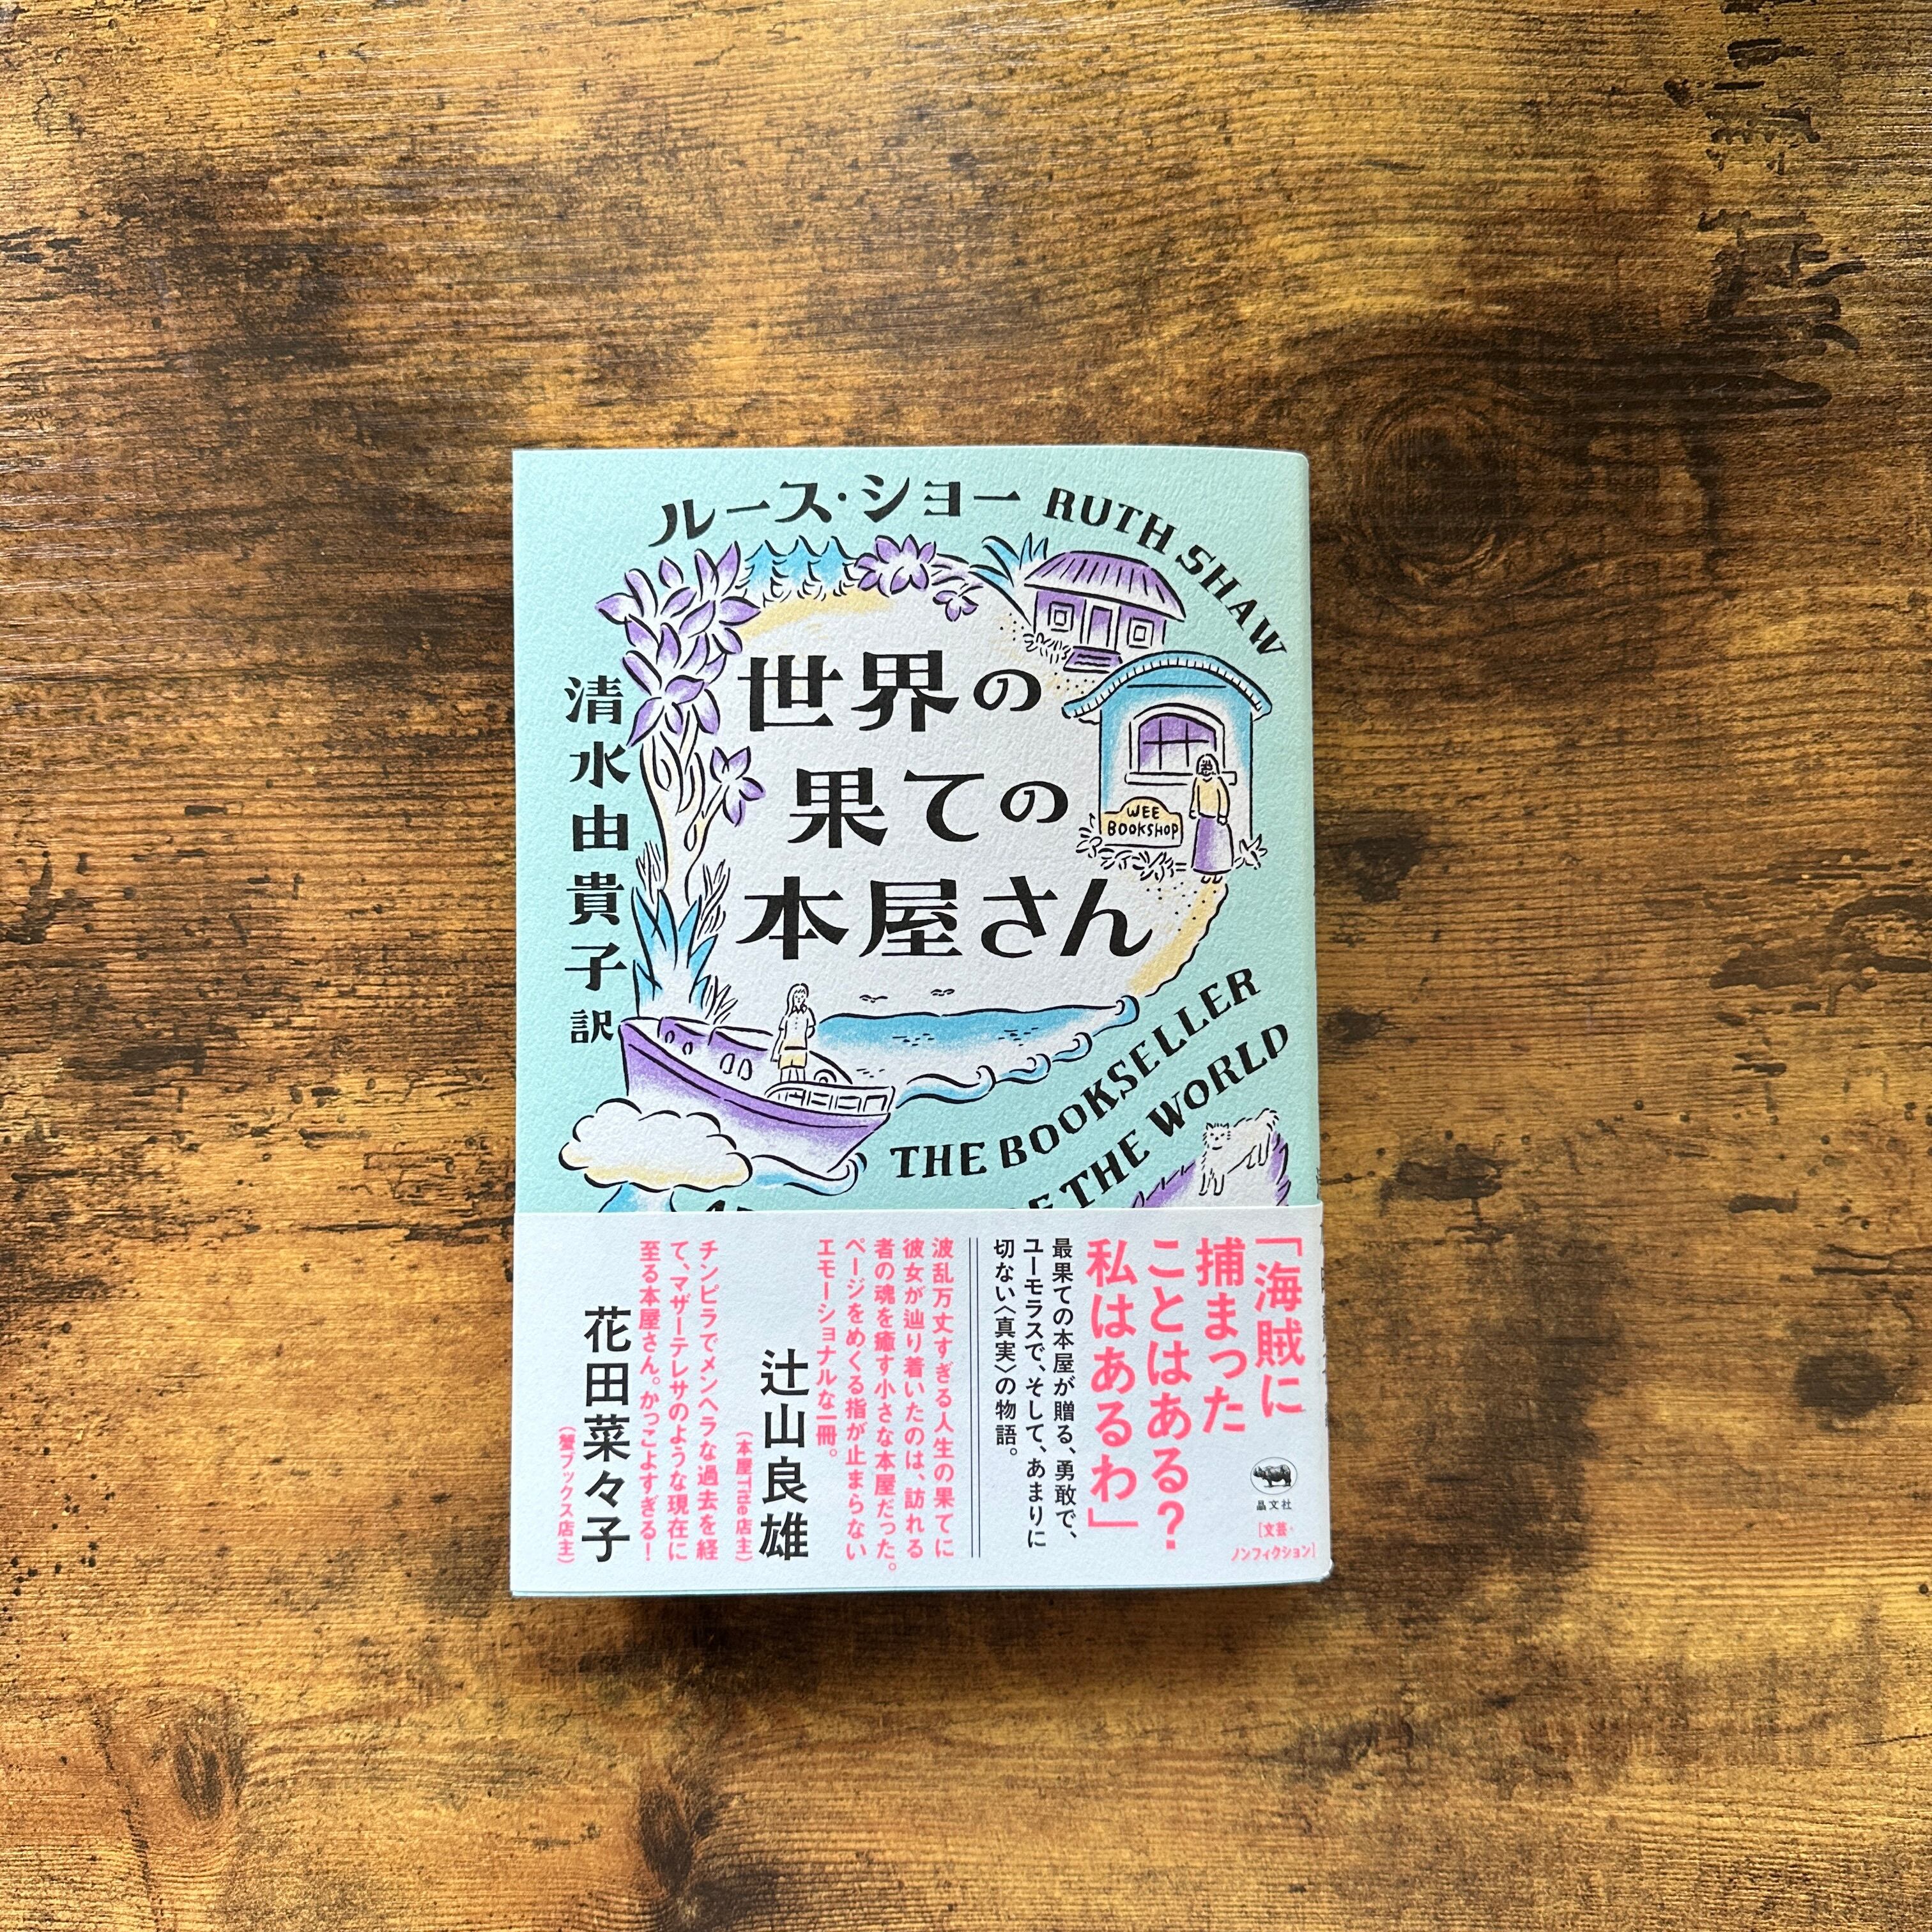 ルース・ショー RUTH SHAW
世界の
果ての
本屋さん
清水由貴子 訳
WEE
BOOKSHOP
THE BOOKSELLER
THE WORLD
「海賊に
捕まった
ことはある?
私はあるわ」
最果ての本屋が贈る、勇敢で、
ユーモラスで、そして、あまりに
切ない〈真実〉の物語。
波乱万丈すぎる人生の果てに
彼女が辿り着いたのは、訪れる
者の魂を癒す小さな本屋だった。
ページをめくる指が止まらない
エモーショナルな一冊。
辻山良雄
(本屋Title店主)
チンピラでメンヘラな過去を経
て、マザーテレサのような現在に
至る本屋さん。かっこよすぎる!
花田菜々子
(蟹ブックス店主)
晶文社
[文芸・
ノンフィクション]